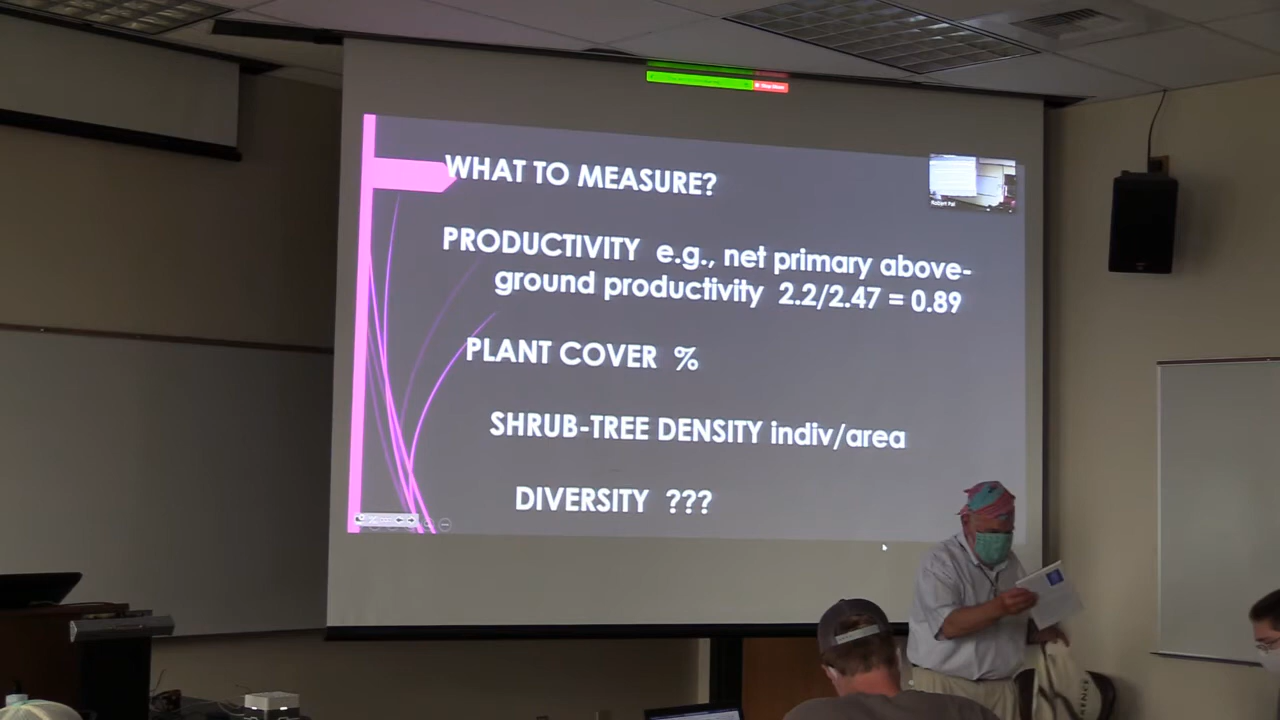 WHAT TO MEASURE?
PRODUCTIVITY e.g., net primary above-
ground productivity 2.2/2.47 = 0.89
PLANT COVER %
SHRUB-TREE DENSITY indiv/area
DIVERSITY ???